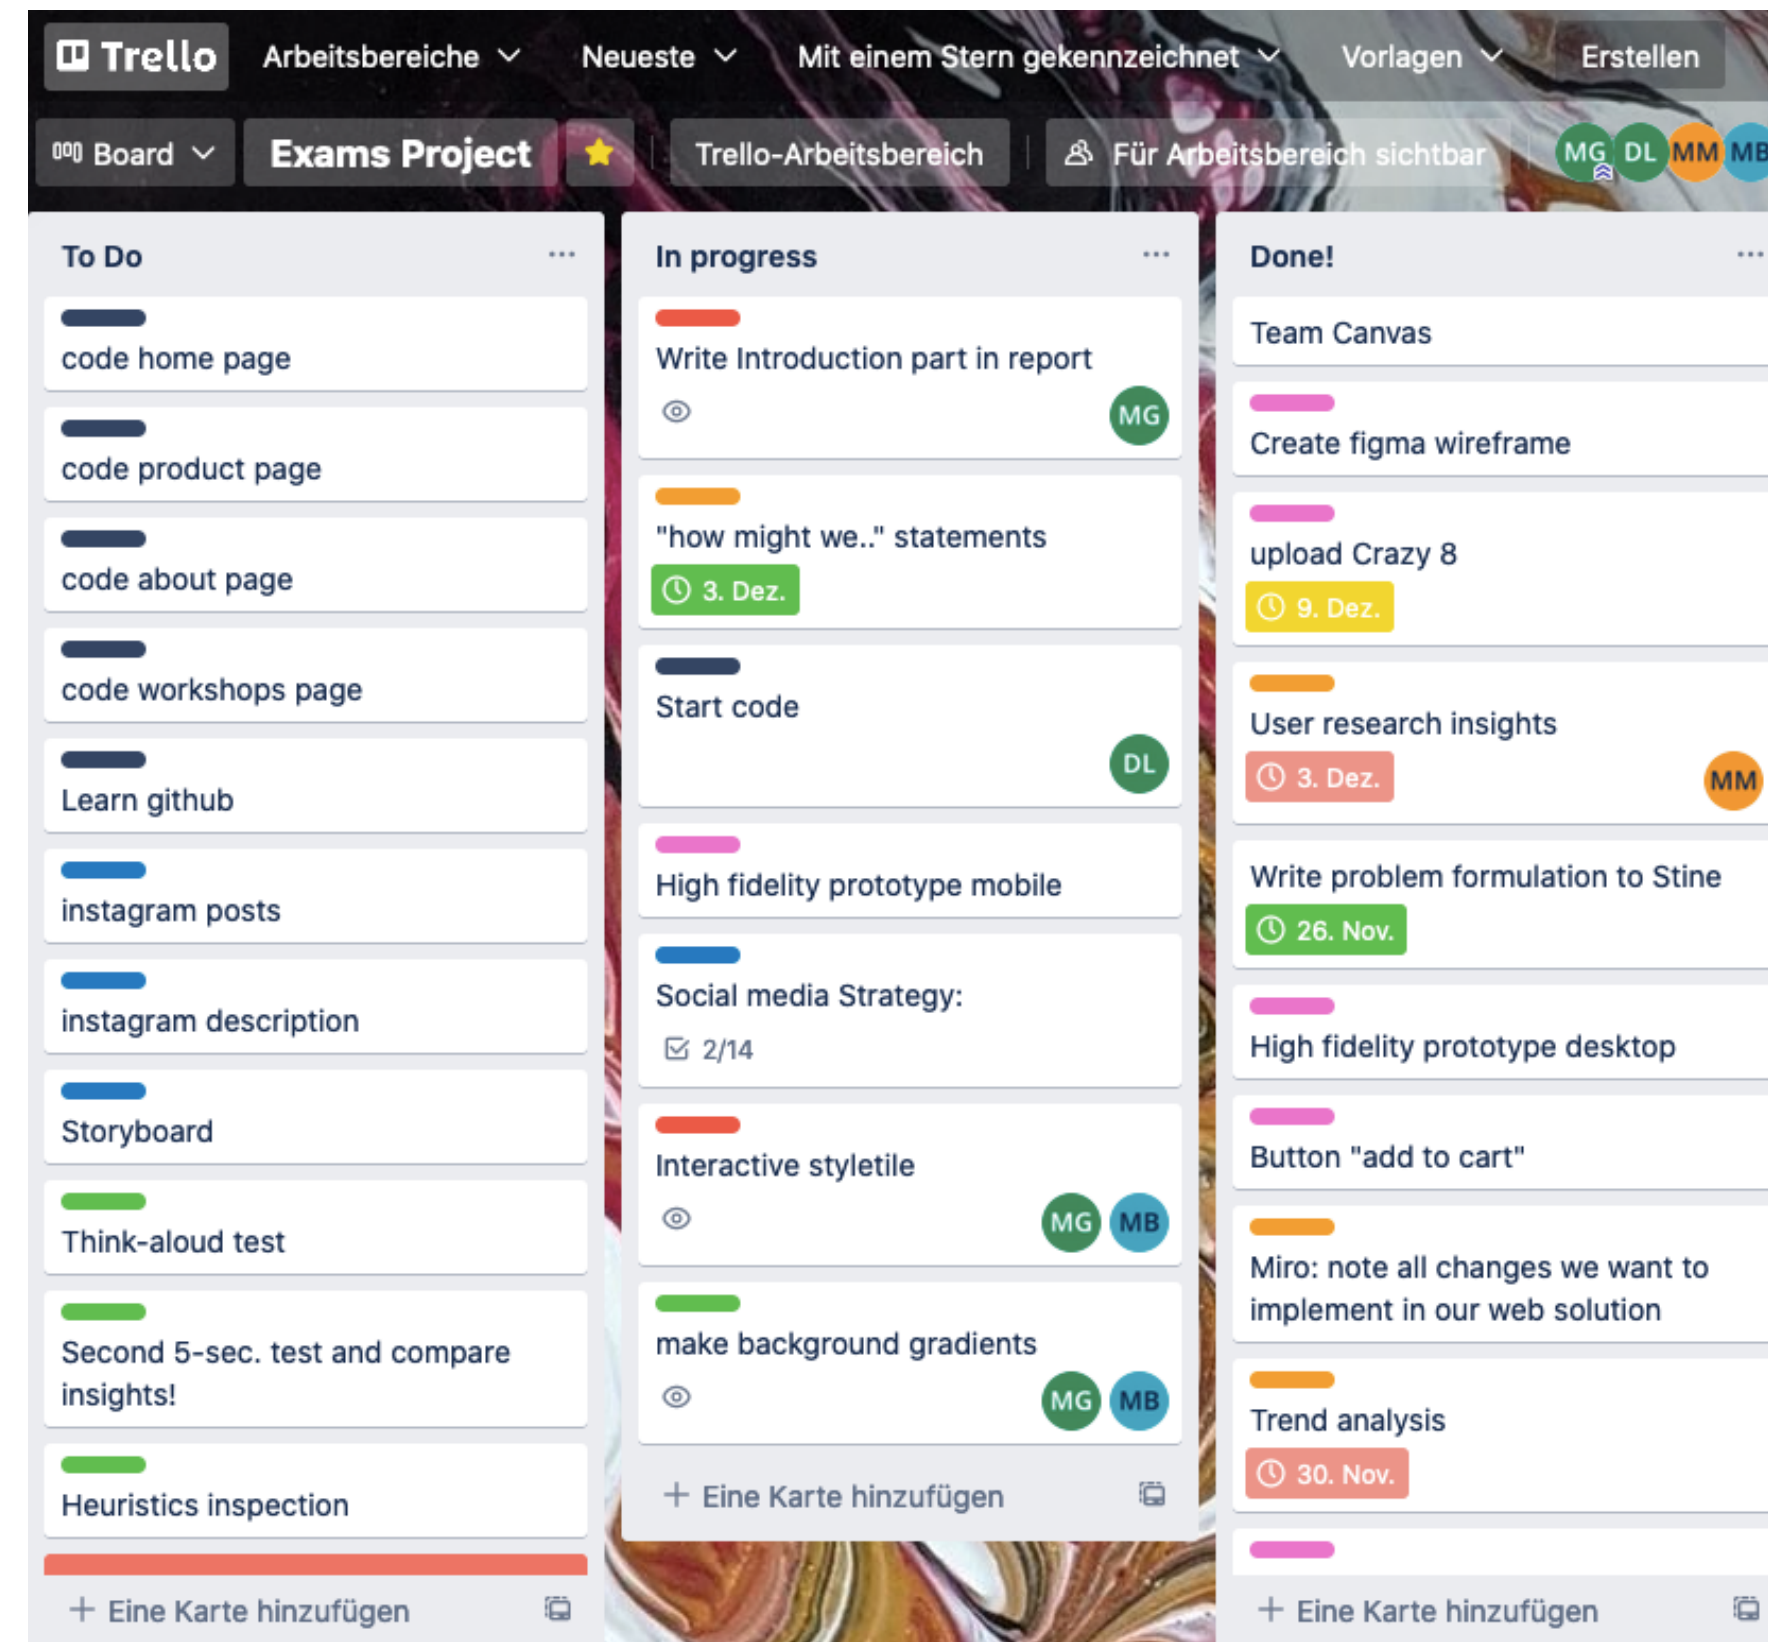 Trello Arbeitsbereiche Neueste Mit einem Stern gekennzeichnet Vorlagen Erstellen
Board Exams Project Trello-Arbeitsbereich Für Arbeitsbereich sichtbar MG DL MM MB
To Do
code home page
code product page
code about page
code workshops page
Learn github
instagram posts
instagram description
Storyboard
Think-aloud test
Second 5-sec. test and compare
insights!
Heuristics inspection
+ Eine Karte hinzufügen
In progress
Write Introduction part in report
MG
"how might we.." statements
3. Dez.
Start code
DL
High fidelity prototype mobile
Social media Strategy:
2/14
Interactive styletile
MG MB
make background gradients
MG MB
+ Eine Karte hinzufügen
Done!
Team Canvas
Create figma wireframe
upload Crazy 8
9. Dez.
User research insights
3. Dez.
MM
Write problem formulation to Stine
26. Nov.
High fidelity prototype desktop
Button "add to cart"
Miro: note all changes we want to
implement in our web solution
Trend analysis
30. Nov.
+ Eine Karte hinzufügen